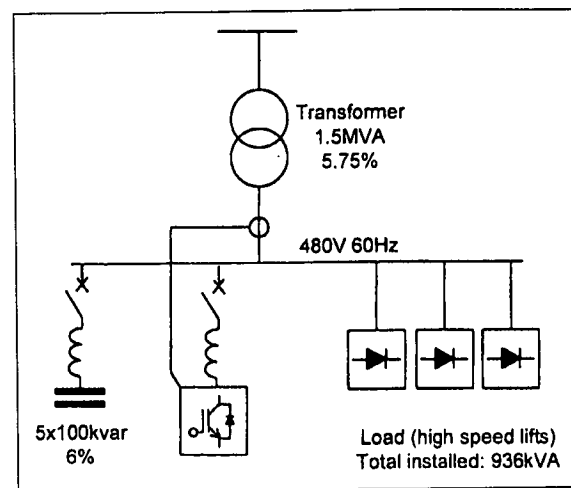 Transformer
1.5MVA
5.75%
480V 60Hz
5x100kvar
6%
Load (high speed lifts)
Total installed: 936kVA